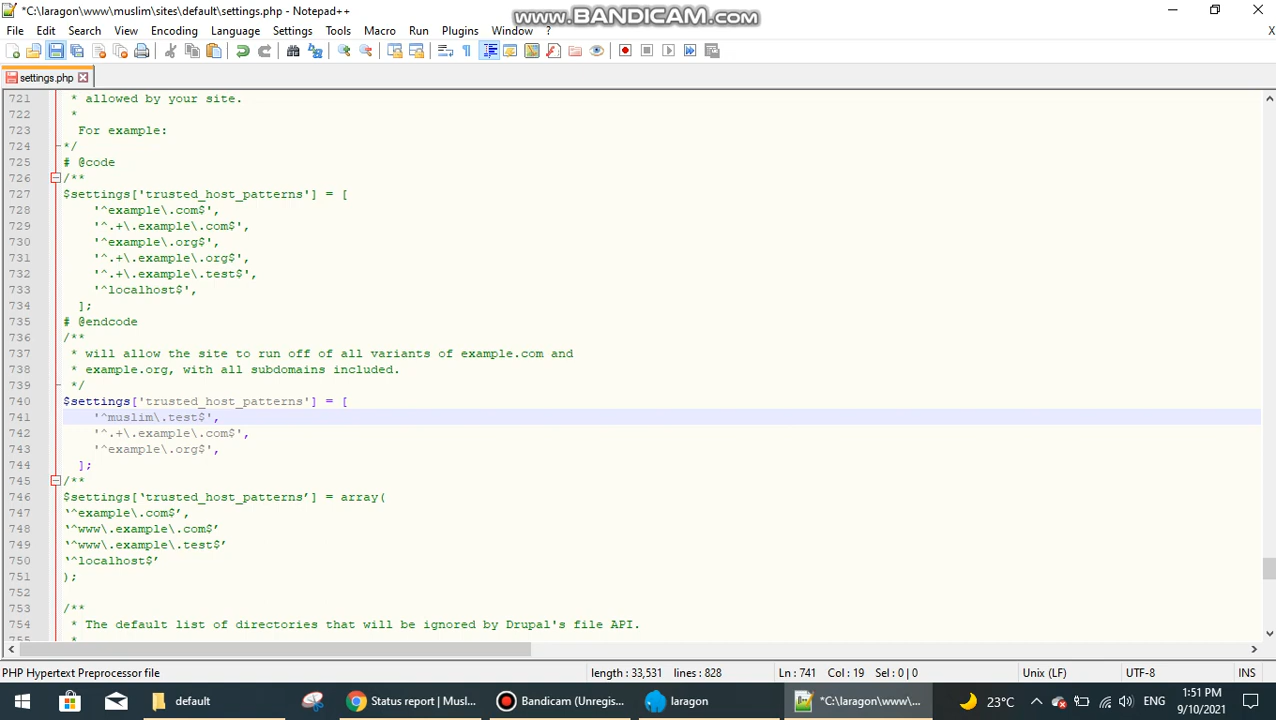 *C:\laragon\www\muslim\sites\default\settings.php - Notepad++
www.BANDICAM.com
File Edit Search View Encoding Language Settings Tools Macro Run Plugins Window ? X
settings.php
721 * allowed by your site.
722 *
723 For example:
724 */
725 # @code
726 /**
727 $settings['trusted_host_patterns'] = [
728 '^example\.com$',
729 '^.+\.example\.com$',
730 '^example\.org$',
731 '^.+\.example\.org$',
732 '^.+\.example\.test$',
733 '^localhost$',
734 ];
735 # @endcode
736 /**
737 * will allow the site to run off of all variants of example.com and
738 * example.org, with all subdomains included.
739 */
740 $settings['trusted_host_patterns'] = [
741 '^muslim\.test$',
742 '^.+\.example\.com$',
743 '^example\.org$',
744 ];
745 /**
746 $settings[‘trusted_host_patterns’] = array(
747 ‘^example\.com$’,
748 ‘^www\.example\.com$’
749 ‘^www\.example\.test$’
750 ‘^localhost$’
751 );
752
753 /**
754 * The default list of directories that will be ignored by Drupal's file API.
755 *
PHP Hypertext Preprocessor file length : 33,531 lines : 828 Ln : 741 Col : 19 Sel : 0 | 0 Unix (LF) UTF-8 INS
default Status report | Musl... Bandicam (Unregis... laragon *C:\laragon\www\... 23°C ENG 1:51 PM
9/10/2021